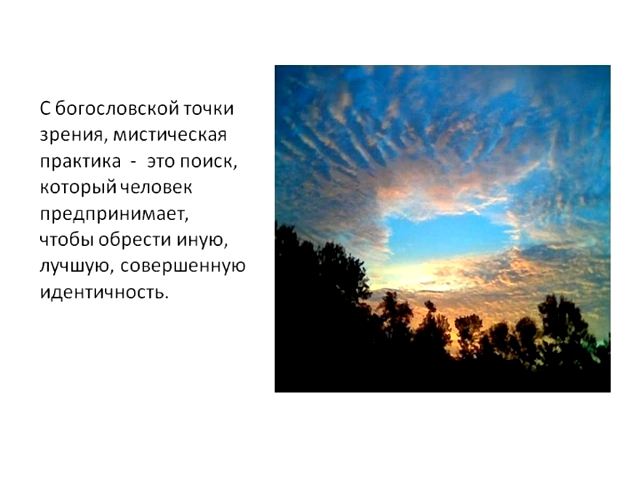 С богословской точки
зрения, мистическая
практика - это поиск,
который человек
предпринимает,
чтобы обрести иную,
лучшую, совершенную
идентичность.